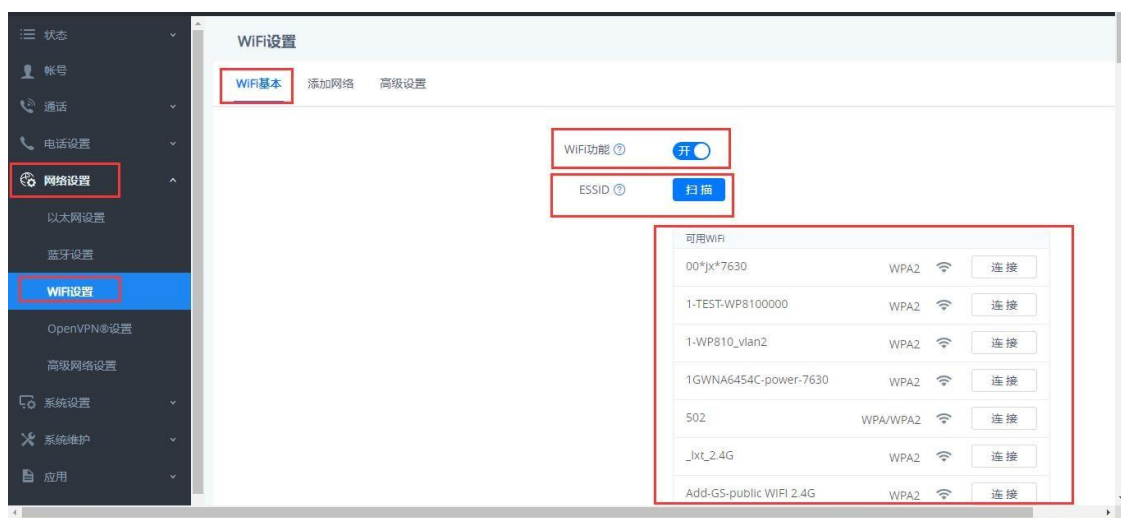 状态
帐号
通话
电话设置
网络设置
以太网设置
蓝牙设置
WiFi设置
OpenVPN®设置
高级网络设置
系统设置
系统维护
应用
WiFi设置
WiFi基本 添加网络 高级设置
WiFi功能 ? 开
ESSID ? 扫描
可用WiFi
00*jx*7630 WPA2 连接
1-TEST-WP8100000 WPA2 连接
1-WP810_vlan2 WPA2 连接
1GWNA6454C-power-7630 WPA2 连接
502 WPA/WPA2 连接
_lxt_2.4G WPA2 连接
Add-GS-public WIFI 2.4G WPA2 连接